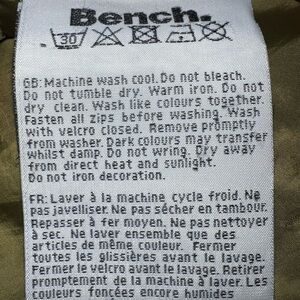 Bench.
30
GB: Machine wash cool. Do not bleach.
Do not tumble dry. Warm iron. Do not
dry clean. Wash like colours together.
Fasten all zips before washing. Wash
with velcro closed. Remove promptly
from washer. Dark colours may transfer
whilst damp. Do not wring. Dry away
from direct heat and sunlight.
Do not iron decoration.
FR: Laver à la machine cycle froid. Ne
pas javelliser. Ne pas sécher en tambour.
Repasser à fer moyen. Ne pas nettoyer
à sec. Ne laver ensemble que des
articles de même couleur. Fermer
toutes les glissières avant le lavage.
Fermer le velcro avant le lavage. Retirer
promptement de la machine à laver. Les
couleurs foncées encore humides